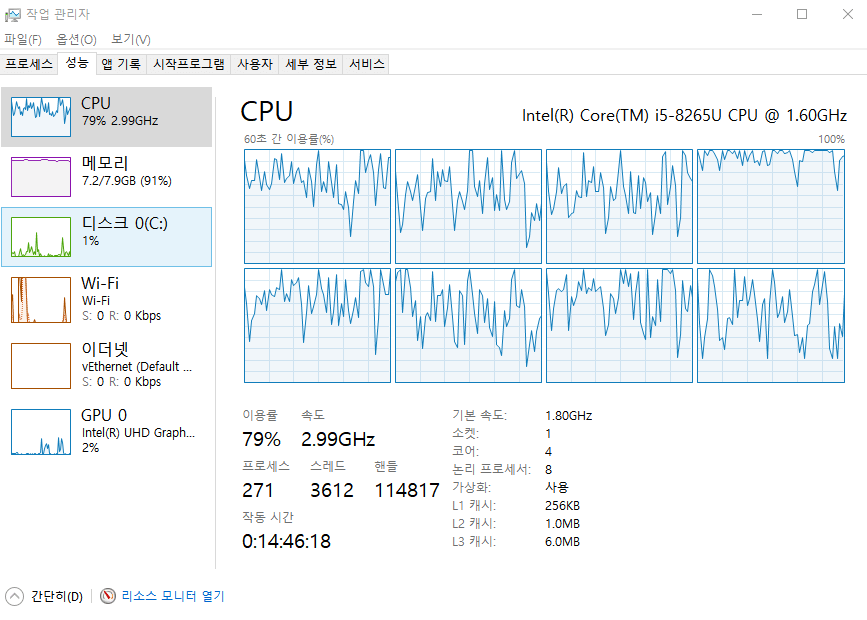 작업 관리자
파일(F) 옵션(O) 보기(V)
프로세스 성능 앱 기록 시작프로그램 사용자 세부 정보 서비스
CPU
79% 2.99GHz
메모리
7.2/7.9GB (91%)
디스크 0(C:)
1%
Wi-Fi
Wi-Fi
S: 0 R: 0 Kbps
이더넷
vEthernet (Default ...
S: 0 R: 0 Kbps
GPU 0
Intel(R) UHD Graph...
2%
CPU
Intel(R) Core(TM) i5-8265U CPU @ 1.60GHz
60초 간 이용률(%)
100%
이용률 속도
79% 2.99GHz
프로세스 스레드 핸들
271 3612 114817
작동 시간
0:14:46:18
기본 속도: 1.80GHz
소켓: 1
코어: 4
논리 프로세서: 8
가상화: 사용
L1 캐시: 256KB
L2 캐시: 1.0MB
L3 캐시: 6.0MB
간단히(D)
리소스 모니터 열기